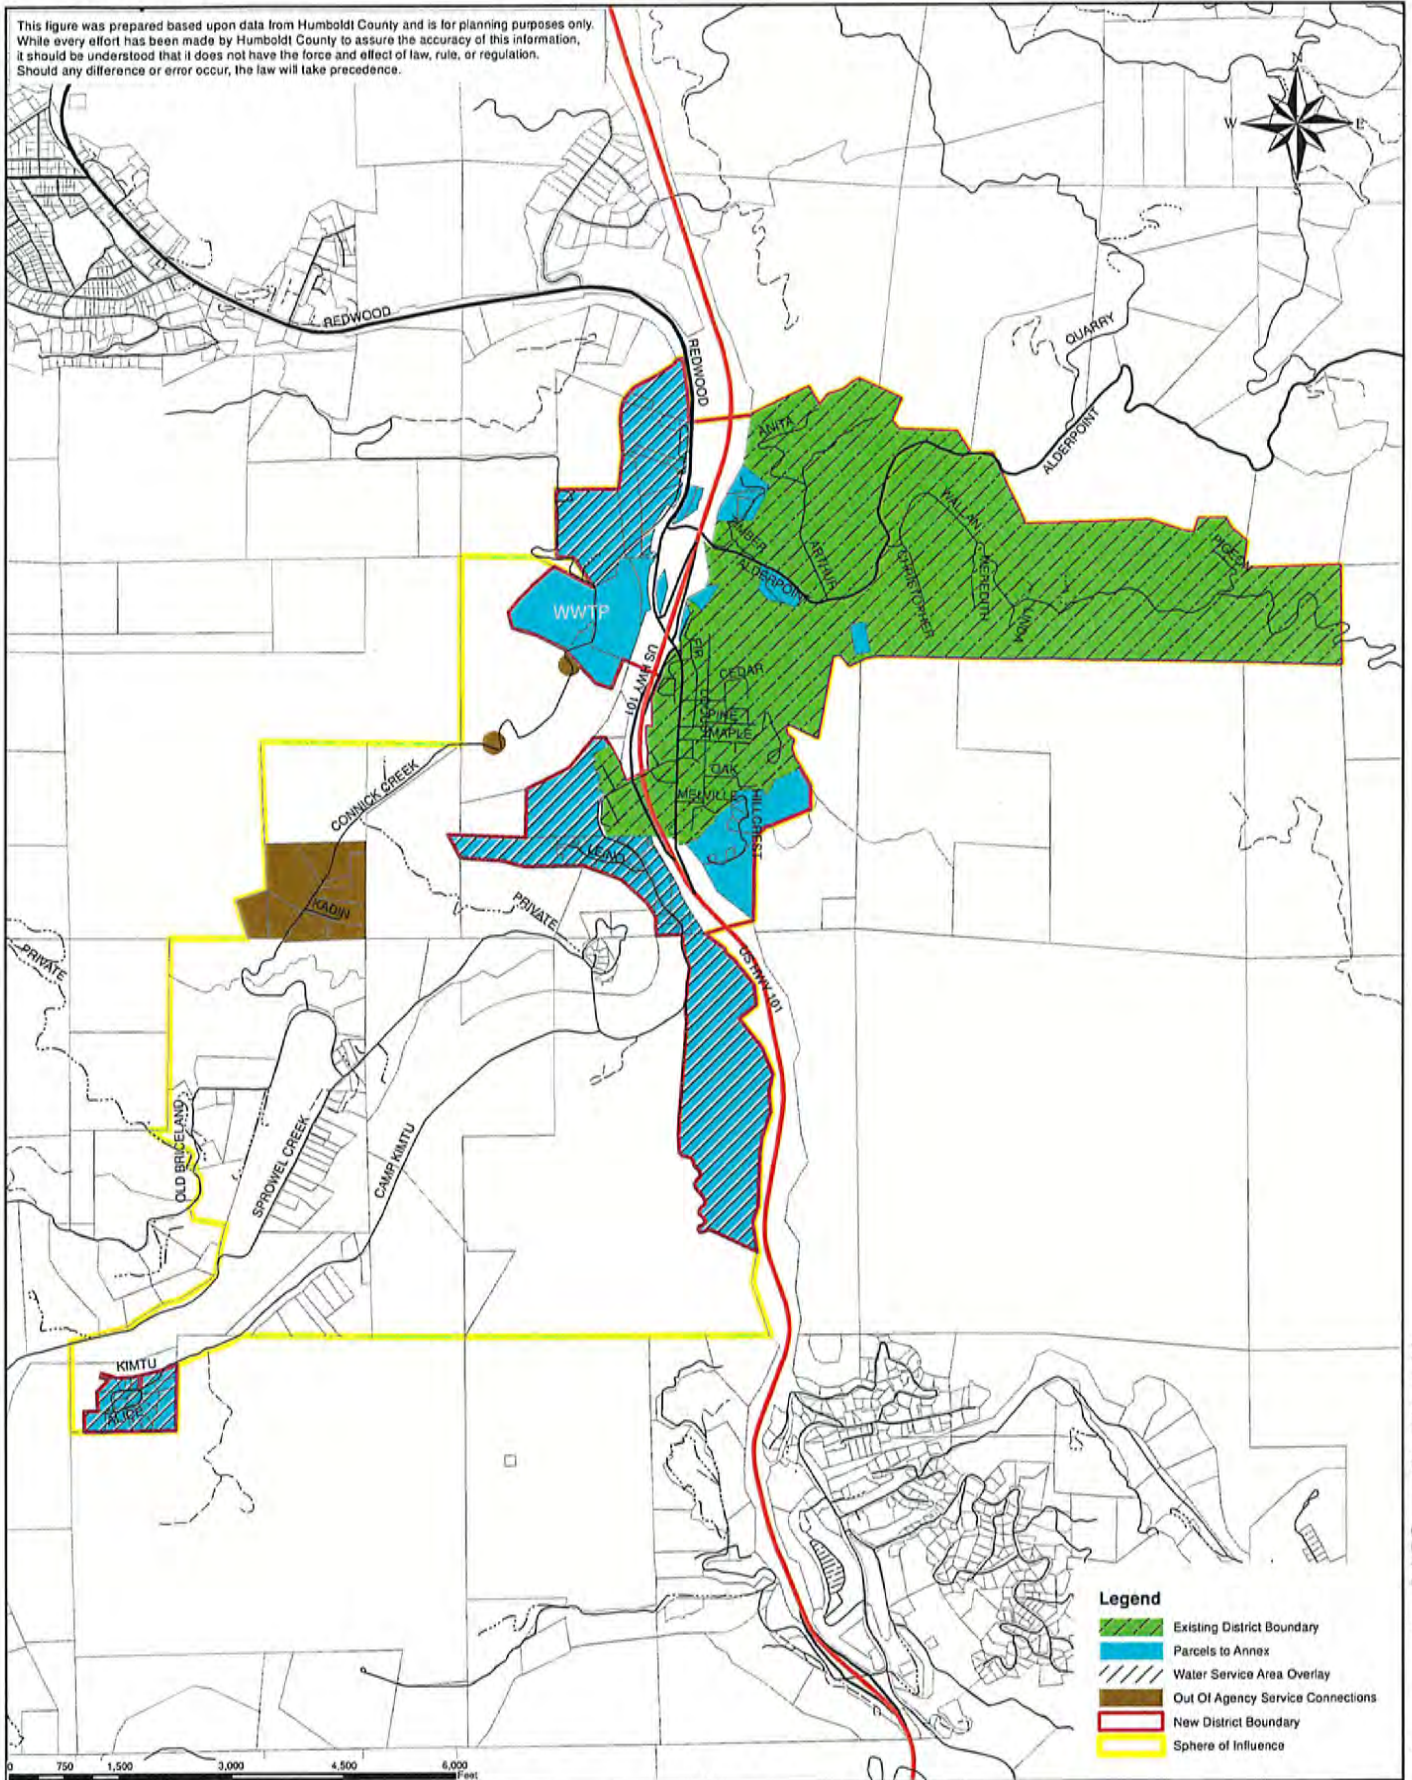 This figure was prepared based upon data from Humboldt County and is for planning purposes only.
While every effort has been made by Humboldt County to assure the accuracy of this information,
it should be understood that it does not have the force and effect of law, rule, or regulation.
Should any difference or error occur, the law will take precedence.
N
W
E
S
REDWOOD
REDWOOD
QUARRY
ALDERPOINT
ANITA
WALLAN
PIGEON
ARTHUR
ALDERPOINT
CHRISTOPHER
MEREDITH
LINDA
WWTP
US HWY 101
FIR
CEDAR
LOCUST
PINE
MAPLE
OAK
MELVILLE
HILLCREST
CONNICK CREEK
LEINO
KADIN
PRIVATE
PRIVATE
US HWY 101
OLD BRICELAND
SPROWEL CREEK
CAMP KIMTU
KIMTU
Legend
Existing District Boundary
Parcels to Annex
Water Service Area Overlay
Out Of Agency Service Connections
New District Boundary
Sphere of Influence
0 750 1,500 3,000 4,500 6,000
Feet